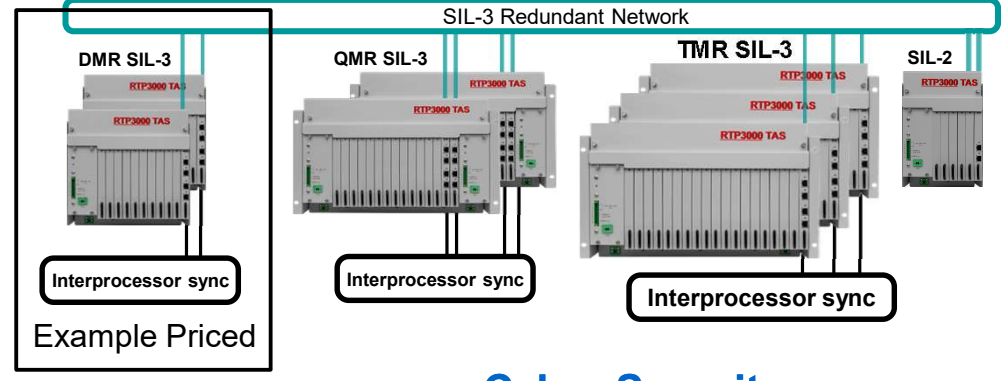 SIL-3 Redundant Network
DMR SIL-3
QMR SIL-3
TMR SIL-3
SIL-2
RTP3000 TAS
RTP3000 TAS
RTP3000 TAS
RTP3000 TAS
RTP3000 TAS
RTP3000 TAS
RTP3000 TAS
RTP3000 TAS
Interprocessor sync
Interprocessor sync
Interprocessor sync
Example Priced